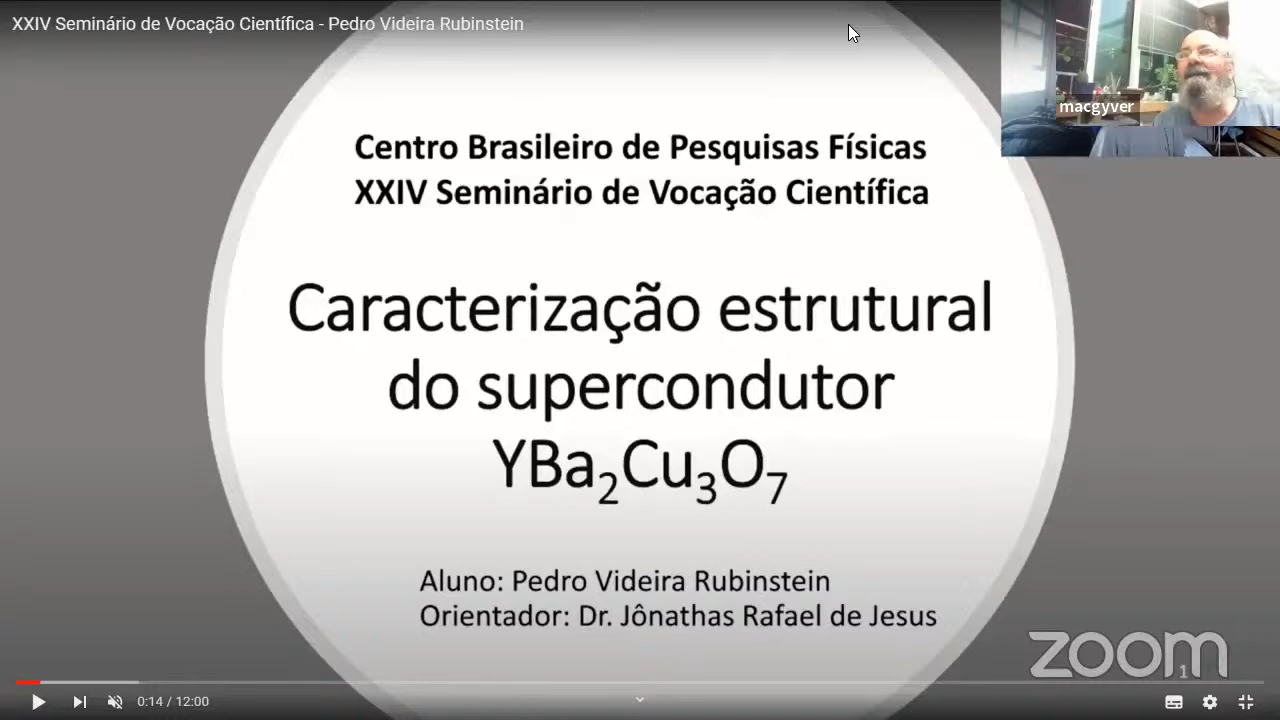 XXIV Seminário de Vocação Científica - Pedro Videira Rubinstein
macgyver
Centro Brasileiro de Pesquisas Físicas
XXIV Seminário de Vocação Científica
Caracterização estrutural
do supercondutor
YBa₂Cu₃O₇
Aluno: Pedro Videira Rubinstein
Orientador: Dr. Jônathas Rafael de Jesus
zoom
1
0:14 / 12:00